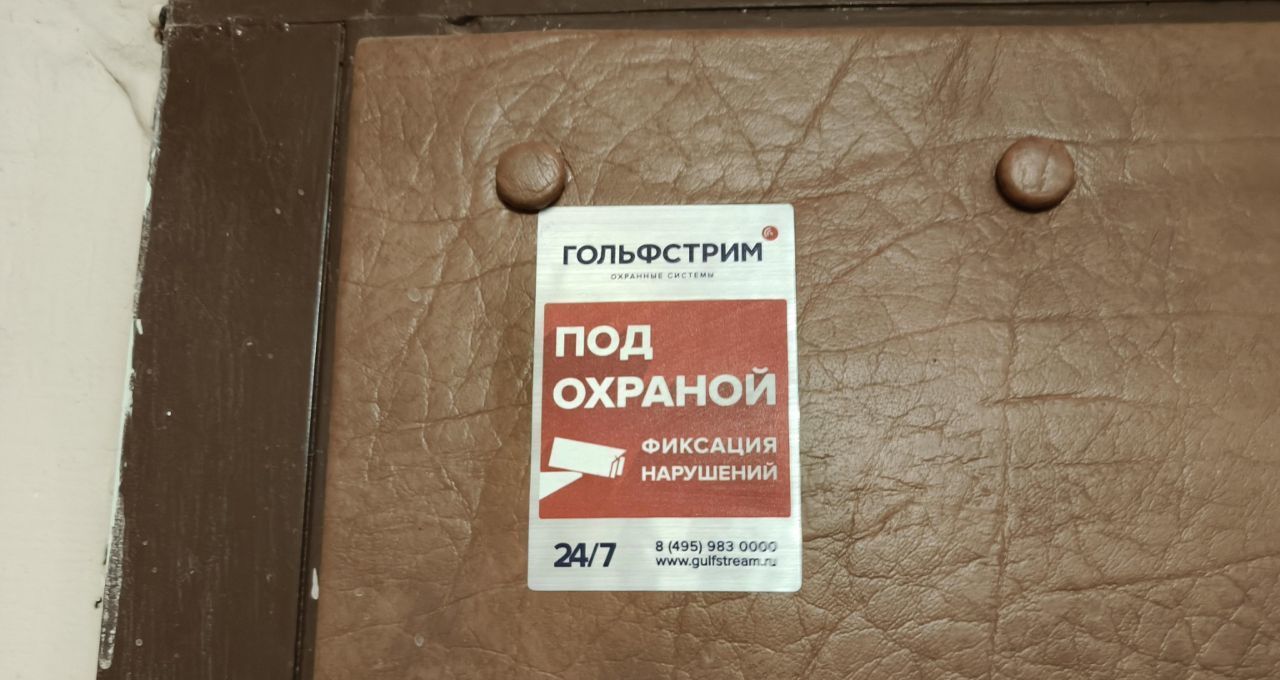 ГОЛЬФСТРИМ
ОХРАННЫЕ СИСТЕМЫ
ПОД
ОХРАНОЙ
ФИКСАЦИЯ
НАРУШЕНИЙ
24/7
8 (495) 983 0000
www.gulfstream.ru